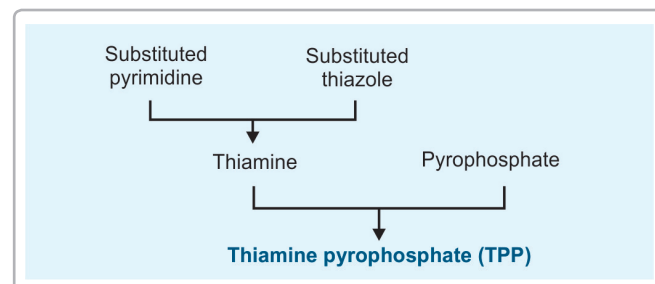 Substituted
pyrimidine
Substituted
thiazole
Thiamine
Pyrophosphate
Thiamine pyrophosphate (TPP)